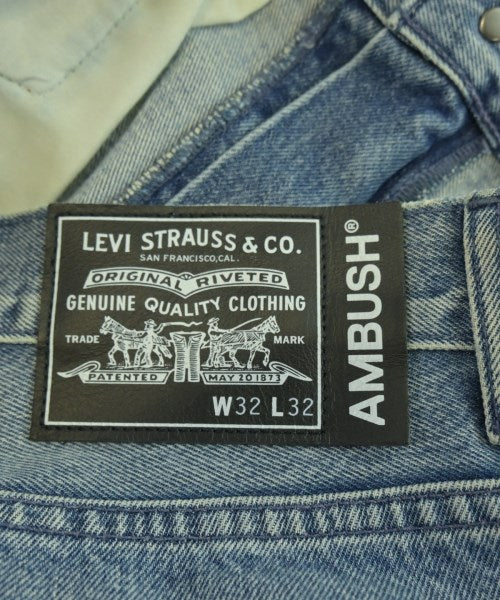 LEVI STRAUSS & CO.
SAN FRANCISCO,CAL.
ORIGINAL RIVETED
GENUINE QUALITY CLOTHING
TRADE MARK
PATENTED MAY 20 1873
W32 L32
AMBUSH®